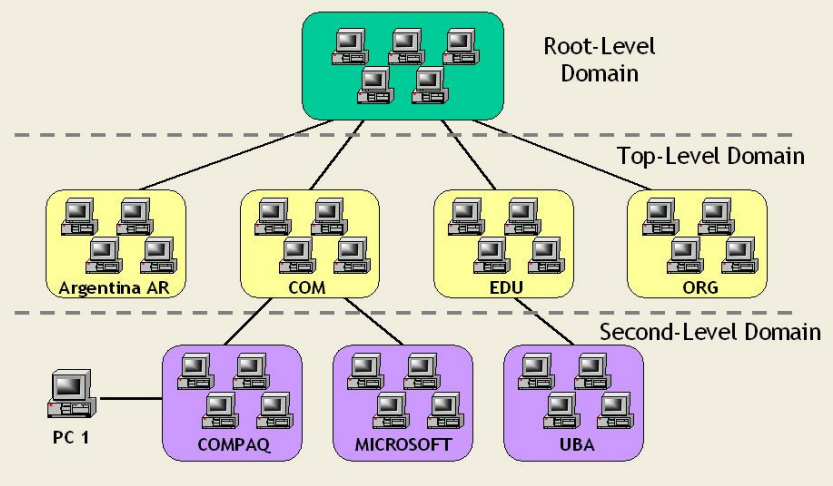 Root-Level
Domain
Top-Level Domain
Argentina AR
COM
EDU
ORG
Second-Level Domain
PC 1
COMPAQ
MICROSOFT
UBA